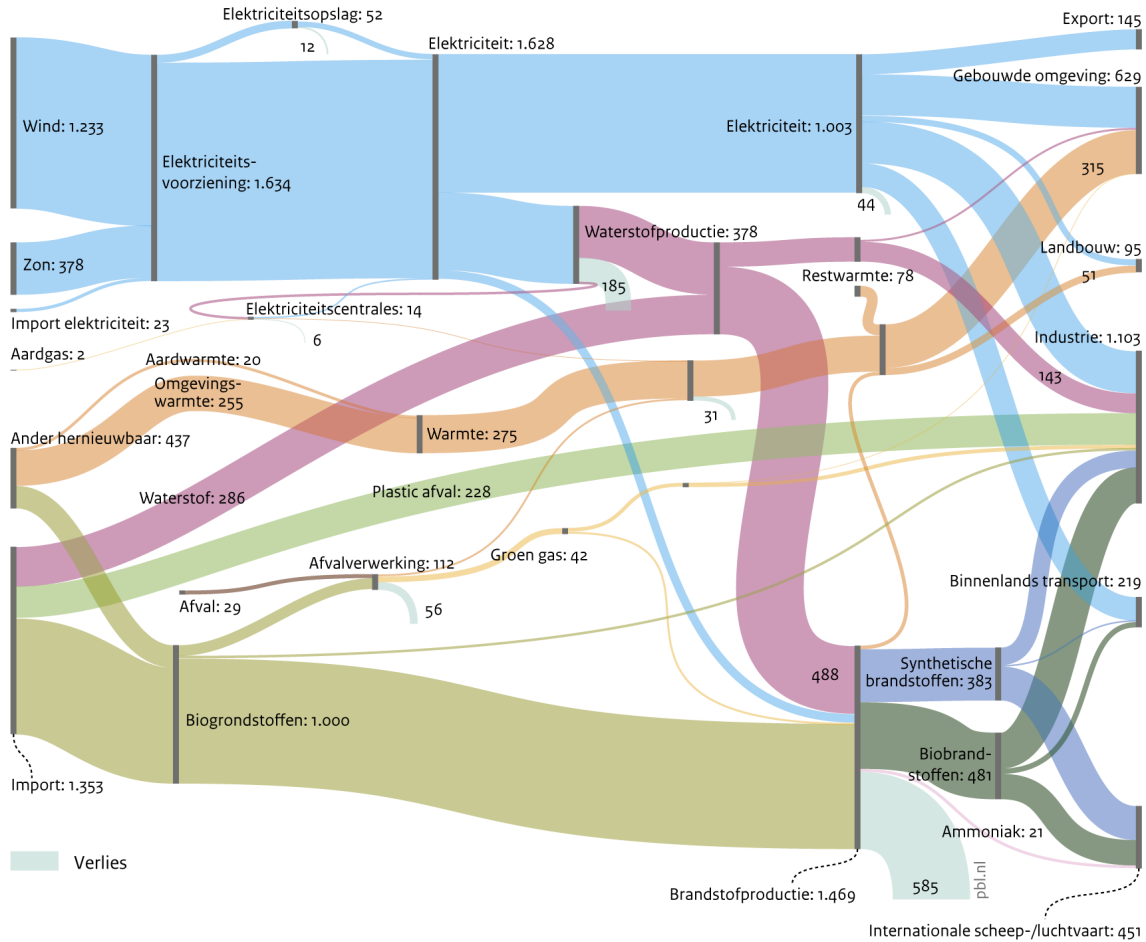 Elektriciteitsopslag: 52
Export: 145
12
Elektriciteit: 1.628
Gebouwde omgeving: 629
Wind: 1.233
Elektriciteit: 1.003
Elektriciteits-
voorziening: 1.634
315
44
Waterstofproductie: 378
Landbouw: 95
Zon: 378
Restwarmte: 78
51
185
Elektriciteitscentrales: 14
Import elektriciteit: 23
6
Industrie: 1.103
Aardgas: 2
Aardwarmte: 20
Omgevings-
warmte: 255
143
31
Ander hernieuwbaar: 437
Warmte: 275
Waterstof: 286
Plastic afval: 228
Groen gas: 42
Afvalverwerking: 112
Binnenlands transport: 219
Afval: 29
56
488
Synthetische
brandstoffen: 383
Biogrondstoffen: 1.000
Biobrand-
stoffen: 481
Import: 1.353
Ammoniak: 21
Verlies
585
pbl.nl
Brandstofproductie: 1.469
Internationale scheep-/luchtvaart: 451